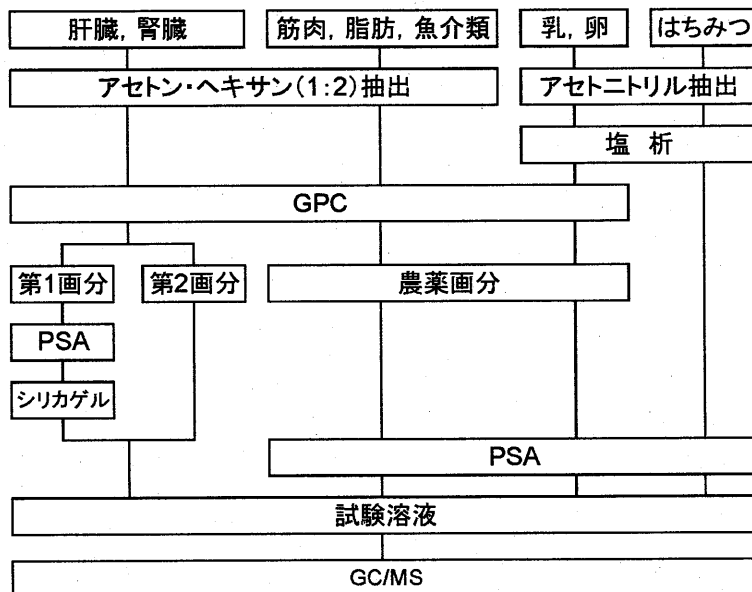 肝臓, 腎臓
筋肉, 脂肪, 魚介類
乳, 卵
はちみつ
アセトン・ヘキサン(1:2)抽出
アセトニトリル抽出
塩 析
GPC
第1画分
第2画分
農薬画分
PSA
シリカゲル
PSA
試験溶液
GC/MS